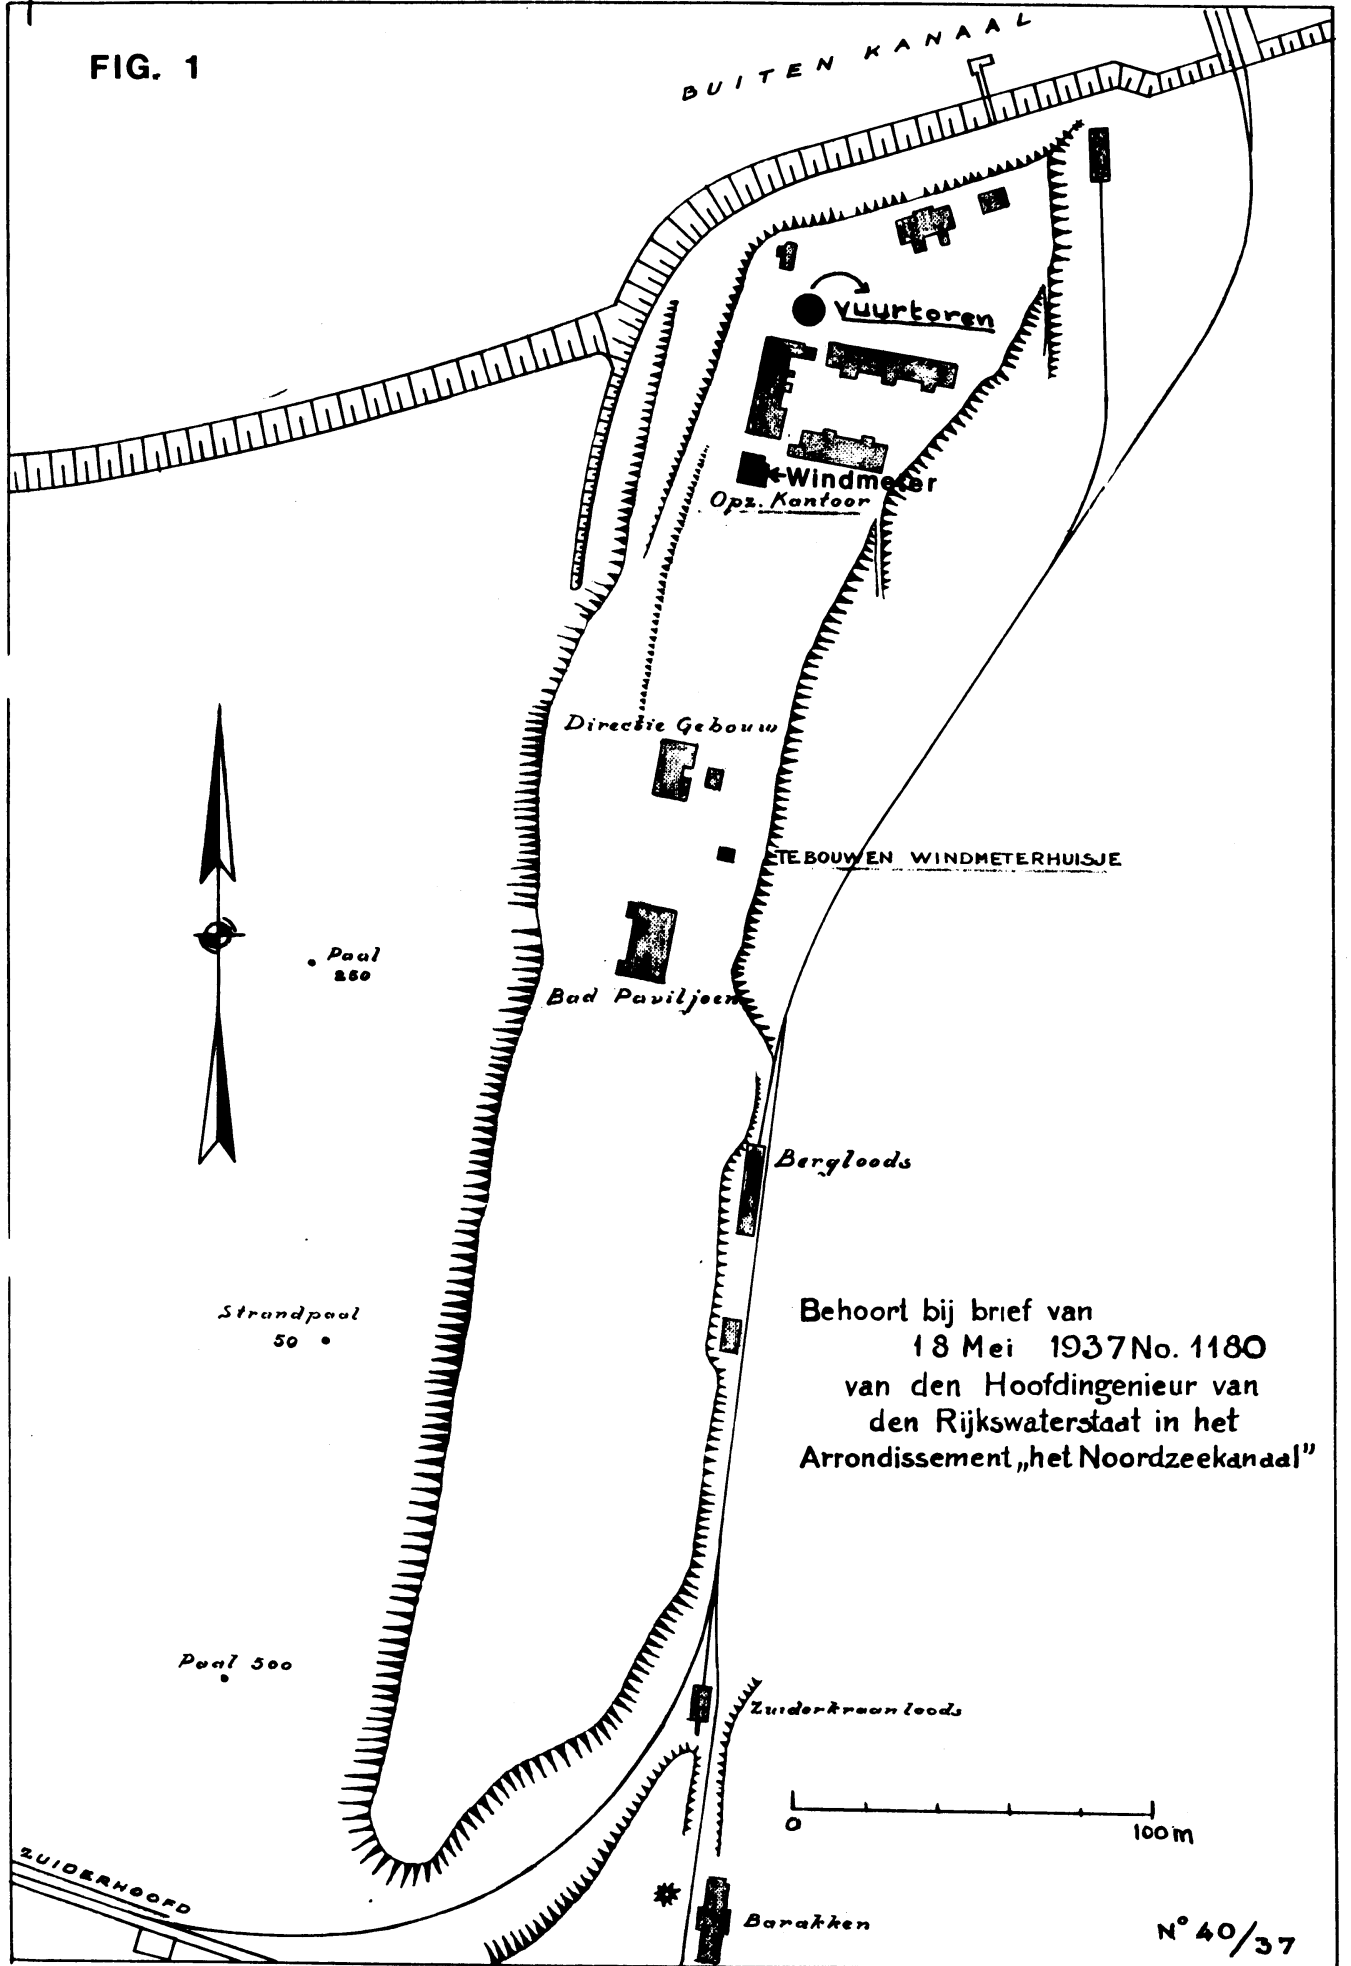 FIG. 1
BUITEN KANAAL
vuurtoren
Windmeter
Opz. Kantoor
Directie Gebouw
TE BOUWEN WINDMETERHUISJE
Paal
250
Bad Paviljoen
Bergloods
Strandpaal
50
Behoort bij brief van
18 Mei 1937 No. 1180
van den Hoofdingenieur van
den Rijkswaterstaat in het
Arrondissement „het Noordzeekanaal”
Paal 500
Zuiderkraanloods
0
100 m
ZUIDERHOOFD
Barakken
N° 40/37